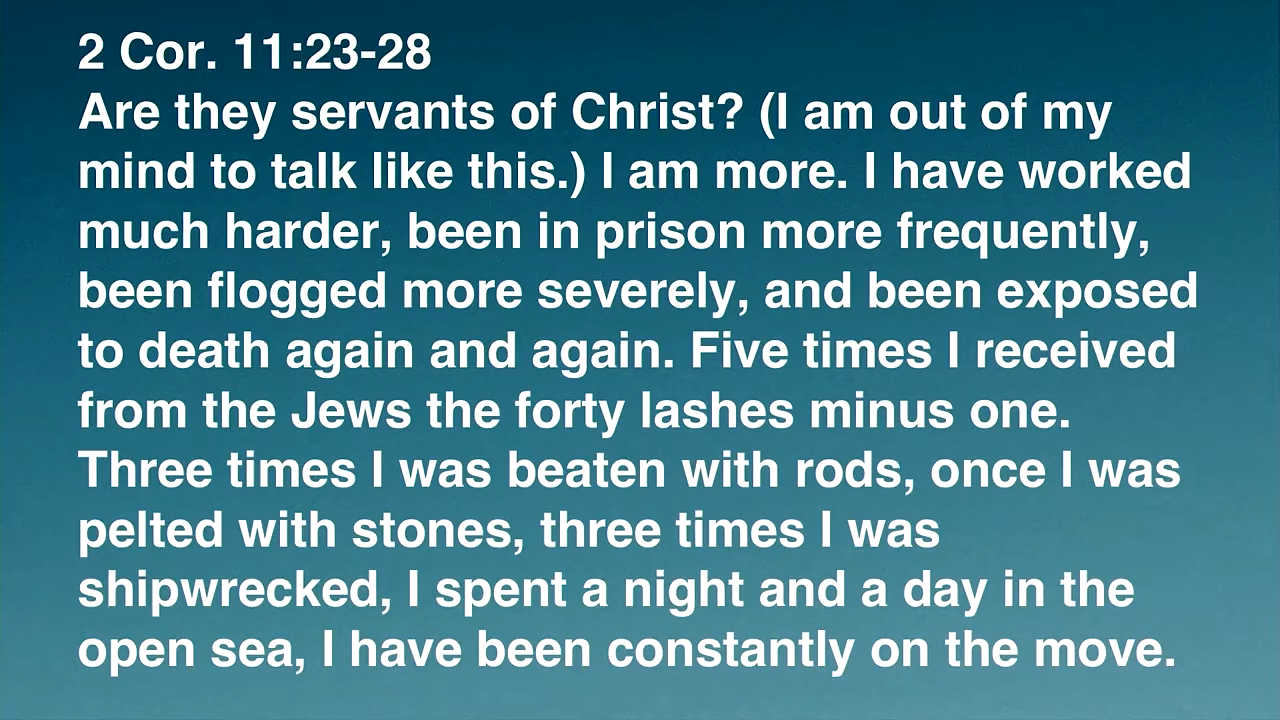 2 Cor. 11:23-28
Are they servants of Christ? (I am out of my
mind to talk like this.) I am more. I have worked
much harder, been in prison more frequently,
been flogged more severely, and been exposed
to death again and again. Five times I received
from the Jews the forty lashes minus one.
Three times I was beaten with rods, once I was
pelted with stones, three times I was
shipwrecked, I spent a night and a day in the
open sea, I have been constantly on the move.